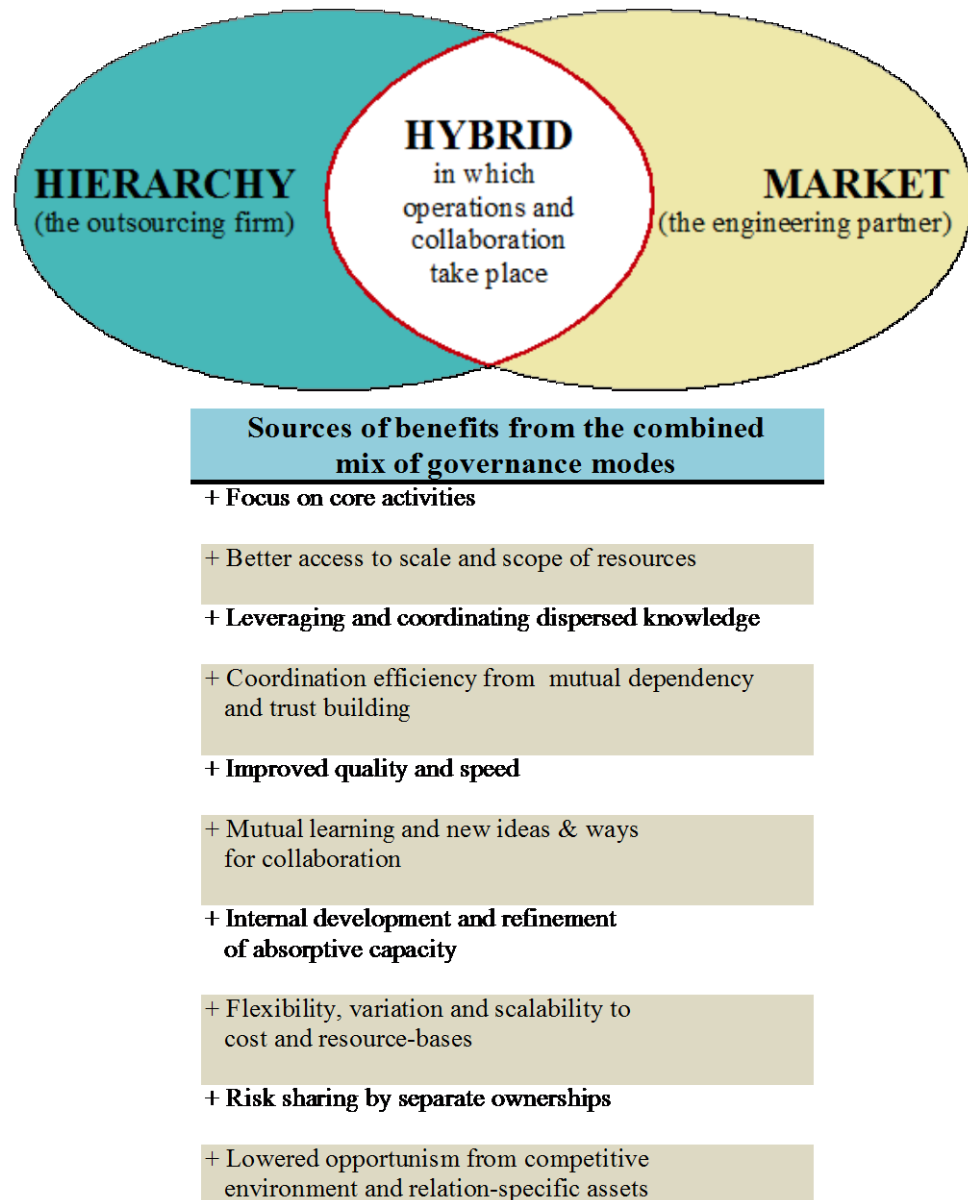 HYBRID
in which
operations and
collaboration
take place
HIERARCHY
(the outsourcing firm)
MARKET
(the engineering partner)
Sources of benefits from the combined
mix of governance modes
+ Focus on core activities
+ Better access to scale and scope of resources
+ Leveraging and coordinating dispersed knowledge
+ Coordination efficiency from mutual dependency
and trust building
+ Improved quality and speed
+ Mutual learning and new ideas & ways
for collaboration
+ Internal development and refinement
of absorptive capacity
+ Flexibility, variation and scalability to
cost and resource-bases
+ Risk sharing by separate ownerships
+ Lowered opportunism from competitive
environment and relation-specific assets